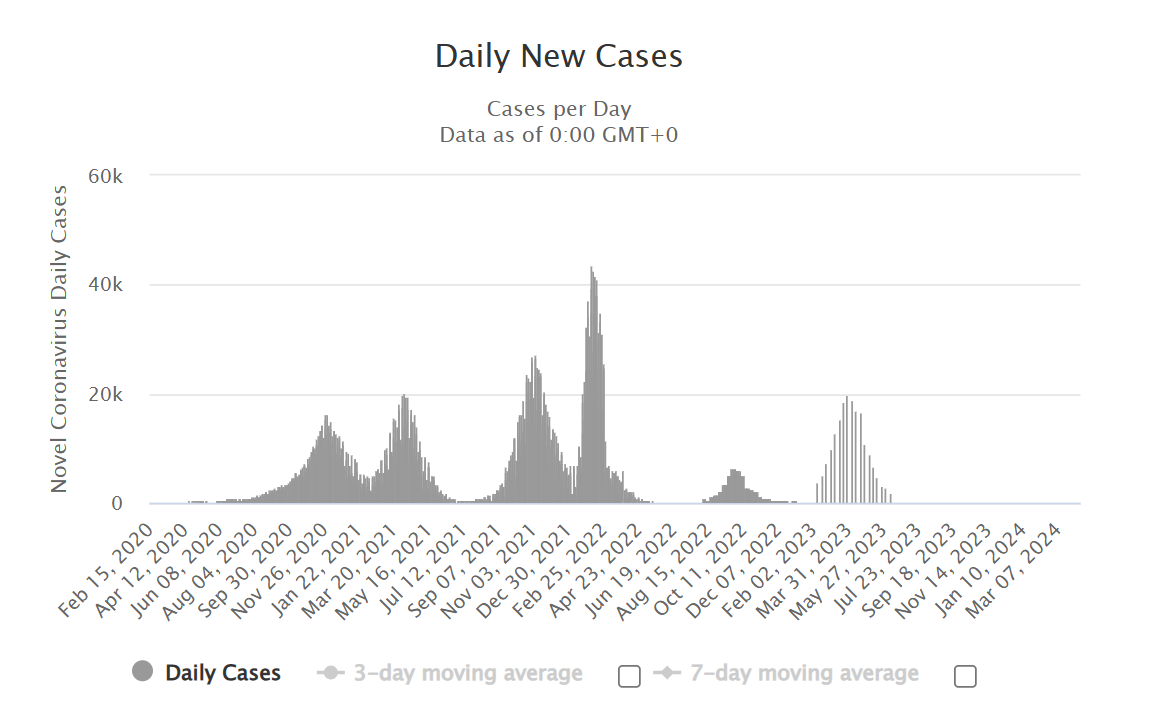 Daily New Cases
Cases per Day
Data as of 0:00 GMT+0
Novel Coronavirus Daily Cases
60k
40k
20k
0
Feb 15, 2020
Apr 12, 2020
Jun 08, 2020
Aug 04, 2020
Sep 30, 2020
Nov 26, 2020
Jan 22, 2021
Mar 20, 2021
May 16, 2021
Jul 12, 2021
Sep 07, 2021
Nov 03, 2021
Dec 30, 2021
Feb 25, 2022
Apr 23, 2022
Jun 19, 2022
Aug 15, 2022
Oct 11, 2022
Dec 07, 2022
Feb 02, 2023
Mar 31, 2023
May 27, 2023
Jul 23, 2023
Sep 18, 2023
Nov 14, 2023
Jan 10, 2024
Mar 07, 2024
Daily Cases
3-day moving average
7-day moving average